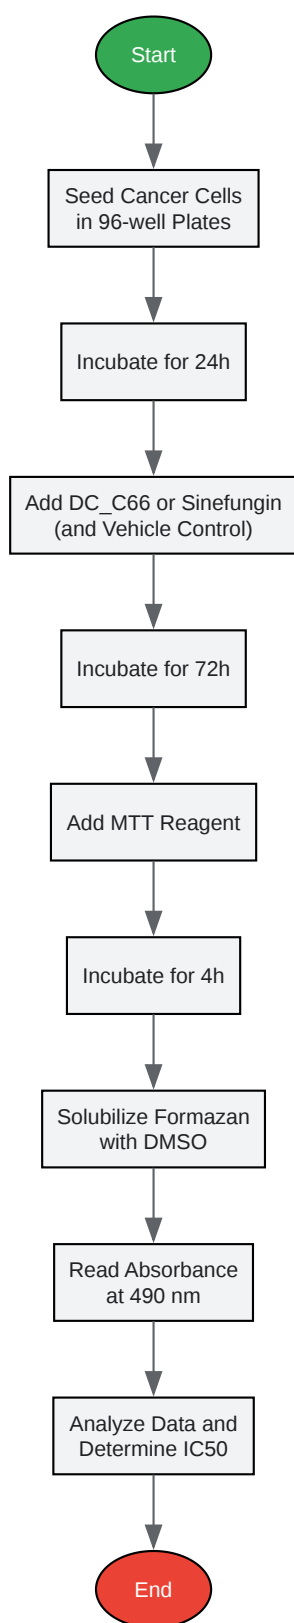 Start
Seed Cancer Cells
in 96-well Plates
Incubate for 24h
Add DC_C66 or Sinefungin
(and Vehicle Control)
Incubate for 72h
Add MTT Reagent
Incubate for 4h
Solubilize Formazan
with DMSO
Read Absorbance
at 490 nm
Analyze Data and
Determine IC50
End